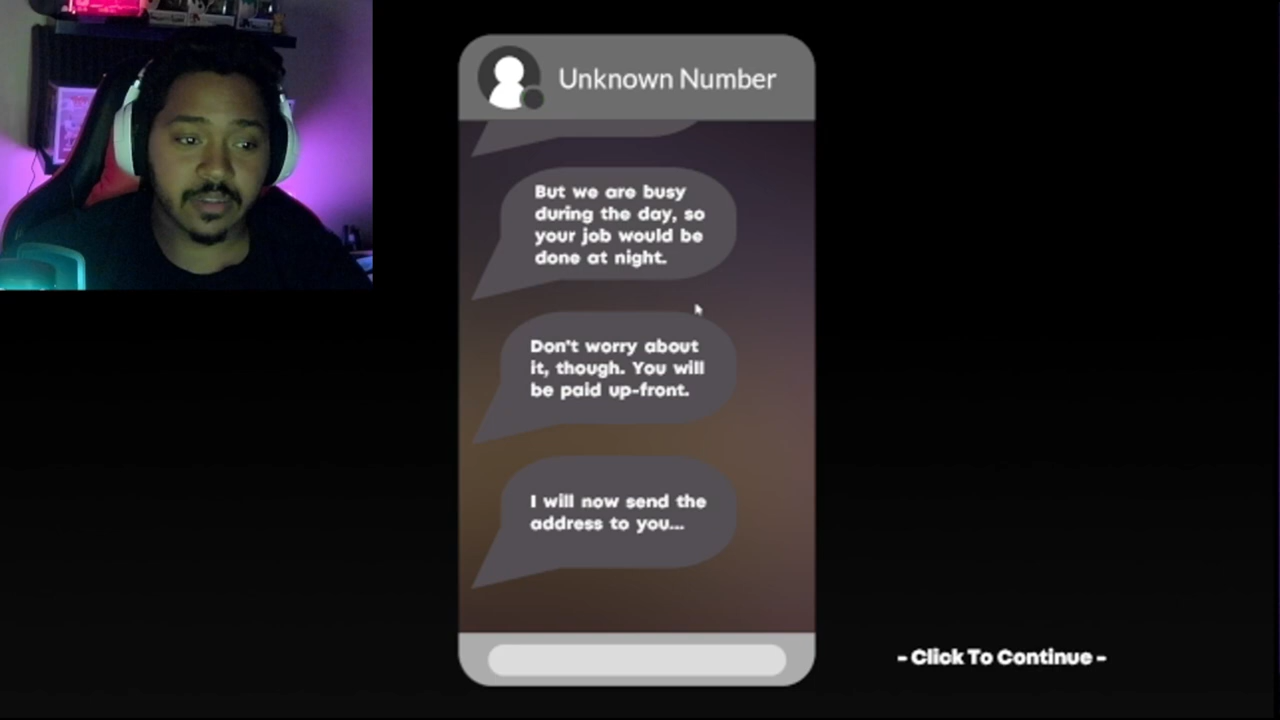 Unknown Number
But we are busy
during the day, so
your job would be
done at night.
Don't worry about
it, though. You will
be paid up-front.
I will now send the
address to you...
- Click To Continue -